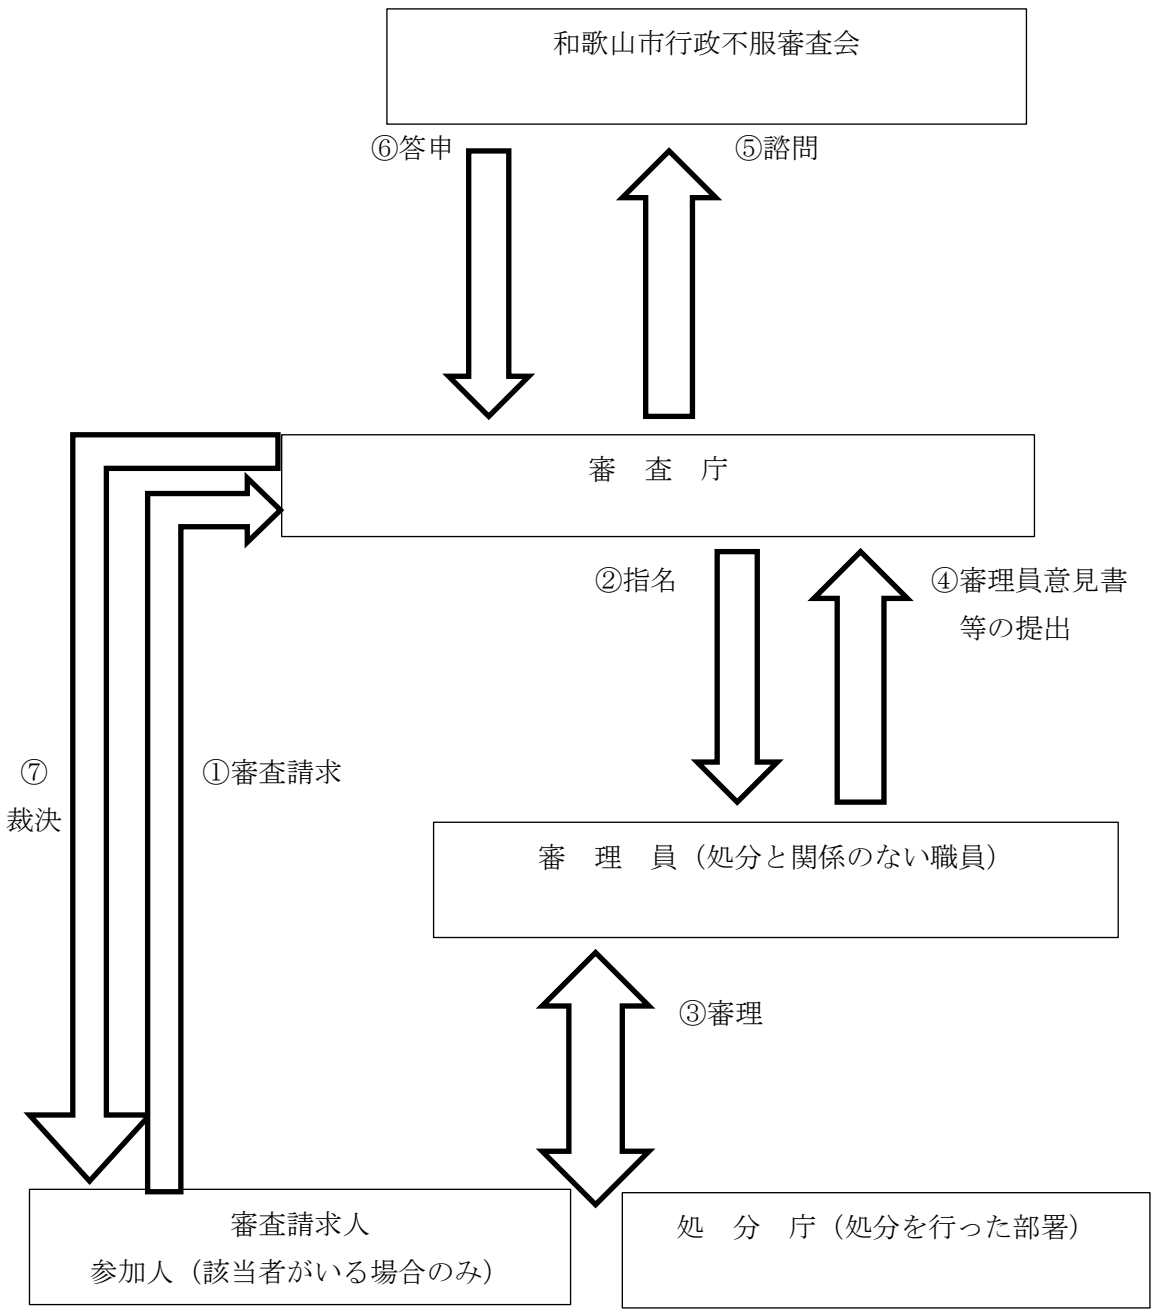 和歌山市行政不服審査会
⑥答申
⑤諮問
審　査　庁
②指名
④審理員意見書
等の提出
⑦
裁決
①審査請求
審　理　員（処分と関係のない職員）
③審理
審査請求人
参加人（該当者がいる場合のみ）
処　分　庁（処分を行った部署）